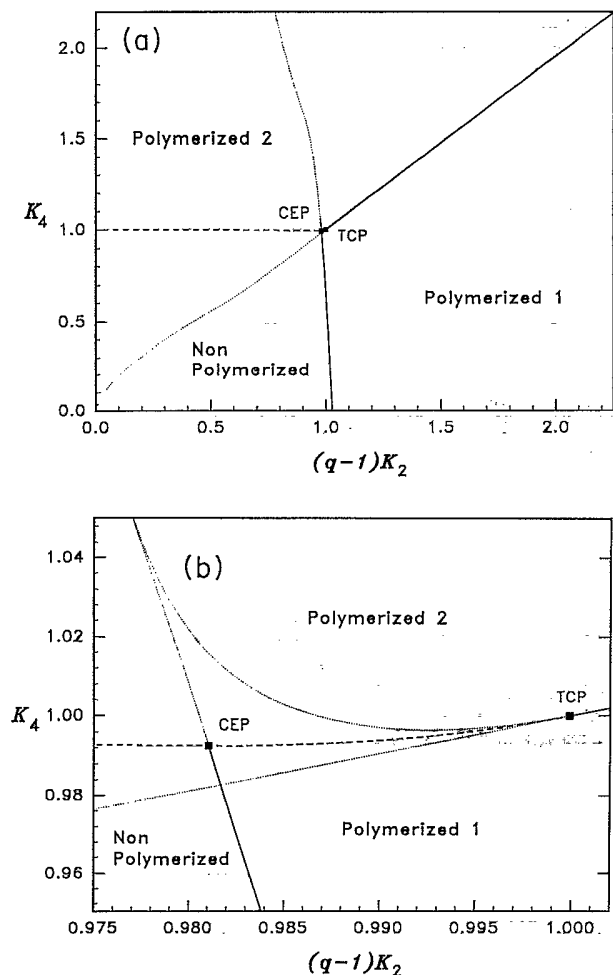 (a)
2.0
1.5
1.0
0.5
0.0
K4
Polymerized 2
CEP
TCP
Polymerized 1
Non
Polymerized
0.0 0.5 1.0 1.5 2.0
(q-1)K2
(b)
1.04
1.02
1.00
0.98
0.96
K4
Polymerized 2
TCP
CEP
Non
Polymerized
Polymerized 1
0.975 0.980 0.985 0.990 0.995 1.000
(q-1)K2